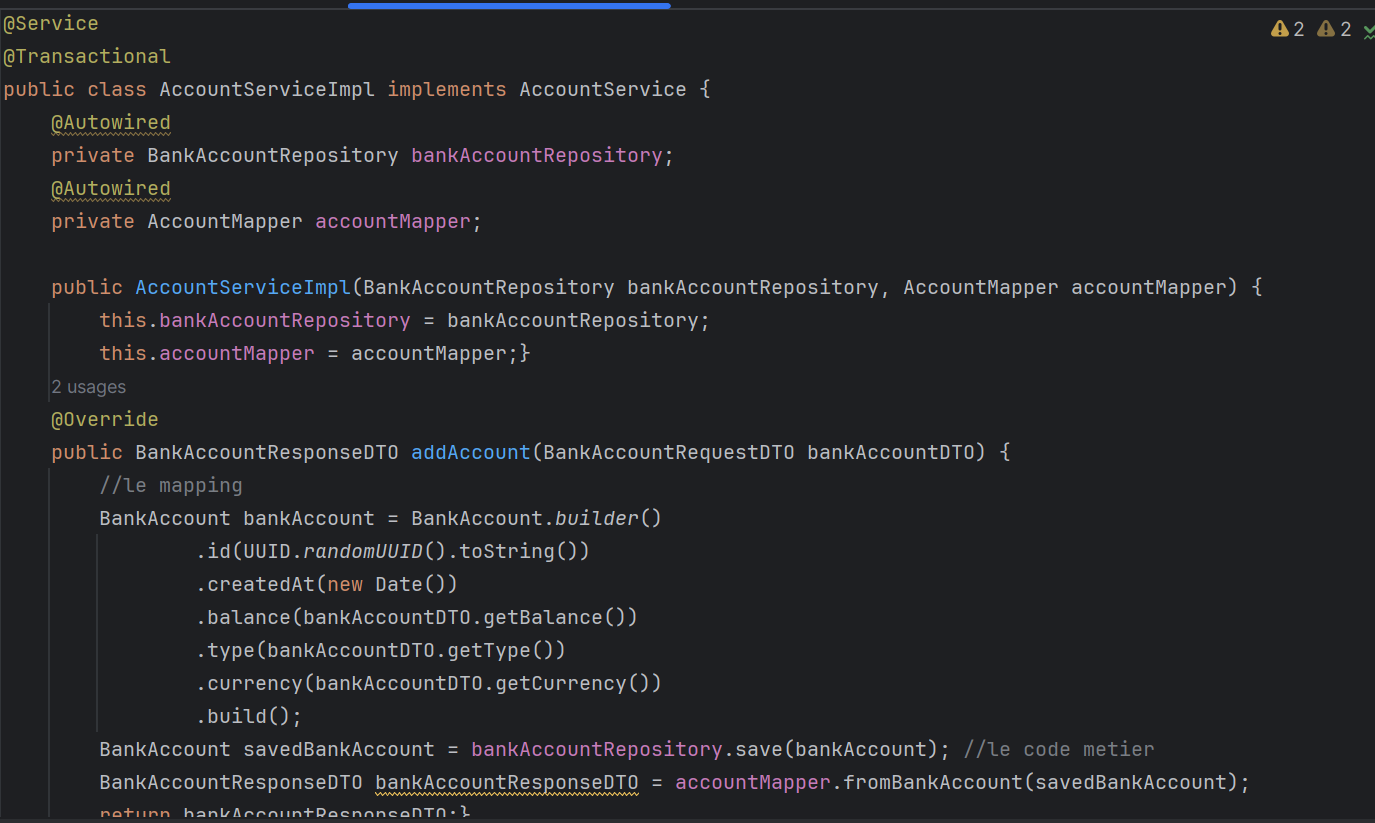 @Service
2 2
@Transactional
public class AccountServiceImpl implements AccountService {
@Autowired
private BankAccountRepository bankAccountRepository;
@Autowired
private AccountMapper accountMapper;
public AccountServiceImpl(BankAccountRepository bankAccountRepository, AccountMapper accountMapper) {
this.bankAccountRepository = bankAccountRepository;
this.accountMapper = accountMapper;}
2 usages
@Override
public BankAccountResponseDTO addAccount(BankAccountRequestDTO bankAccountDTO) {
//le mapping
BankAccount bankAccount = BankAccount.builder()
.id(UUID.randomUUID().toString())
.createdAt(new Date())
.balance(bankAccountDTO.getBalance())
.type(bankAccountDTO.getType())
.currency(bankAccountDTO.getCurrency())
.build();
BankAccount savedBankAccount = bankAccountRepository.save(bankAccount); //le code metier
BankAccountResponseDTO bankAccountResponseDTO = accountMapper.fromBankAccount(savedBankAccount);
return bankAccountResponseDTO;}